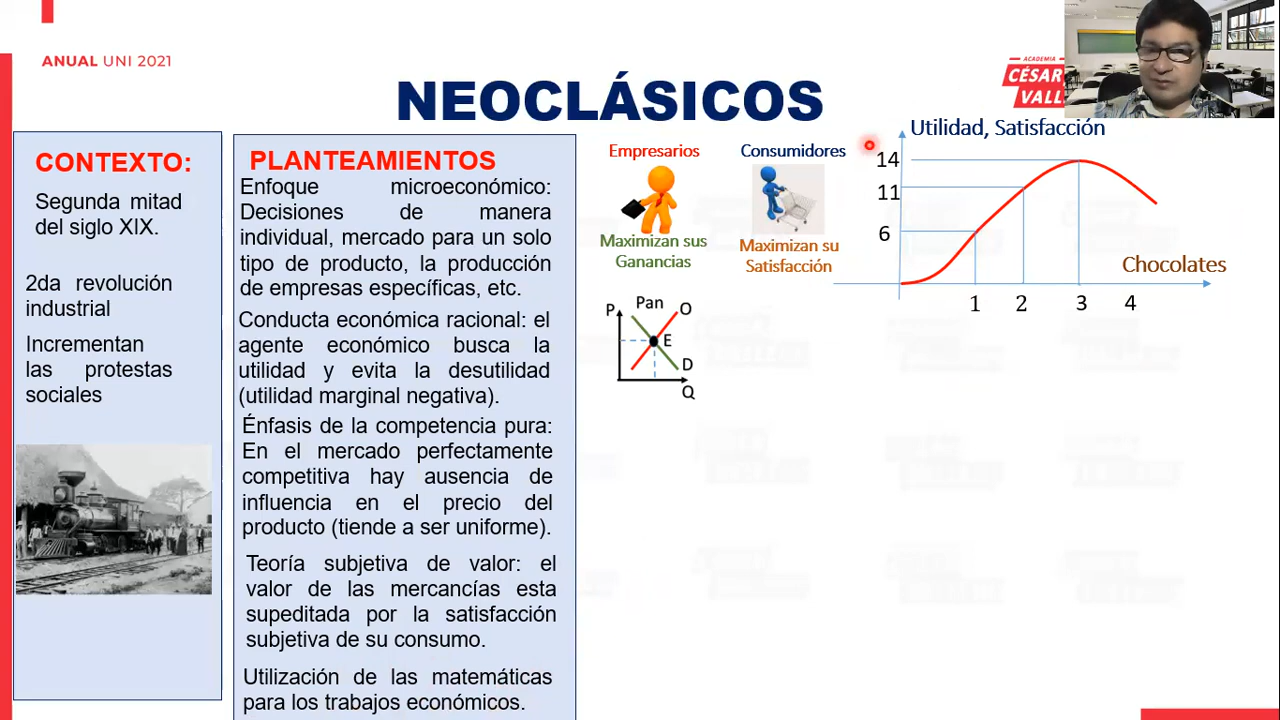 ANUAL UNI 2021
ACADEMIA
CÉSAR
VALL
NEOCLÁSICOS
CONTEXTO:
Segunda mitad
del siglo XIX.
2da revolución
industrial
Incrementan
las protestas
sociales
PLANTEAMIENTOS
Enfoque microeconómico:
Decisiones de manera
individual, mercado para un solo
tipo de producto, la producción
de empresas específicas, etc.
Conducta económica racional: el
agente económico busca la
utilidad y evita la desutilidad
(utilidad marginal negativa).
Énfasis de la competencia pura:
En el mercado perfectamente
competitiva hay ausencia de
influencia en el precio del
producto (tiende a ser uniforme).
Teoría subjetiva de valor: el
valor de las mercancías esta
supeditada por la satisfacción
subjetiva de su consumo.
Utilización de las matemáticas
para los trabajos económicos.
Empresarios
Maximizan sus
Ganancias
Consumidores
Maximizan su
Satisfacción
Pan
P
O
E
D
Q
Utilidad, Satisfacción
14
11
6
Chocolates
1 2 3 4